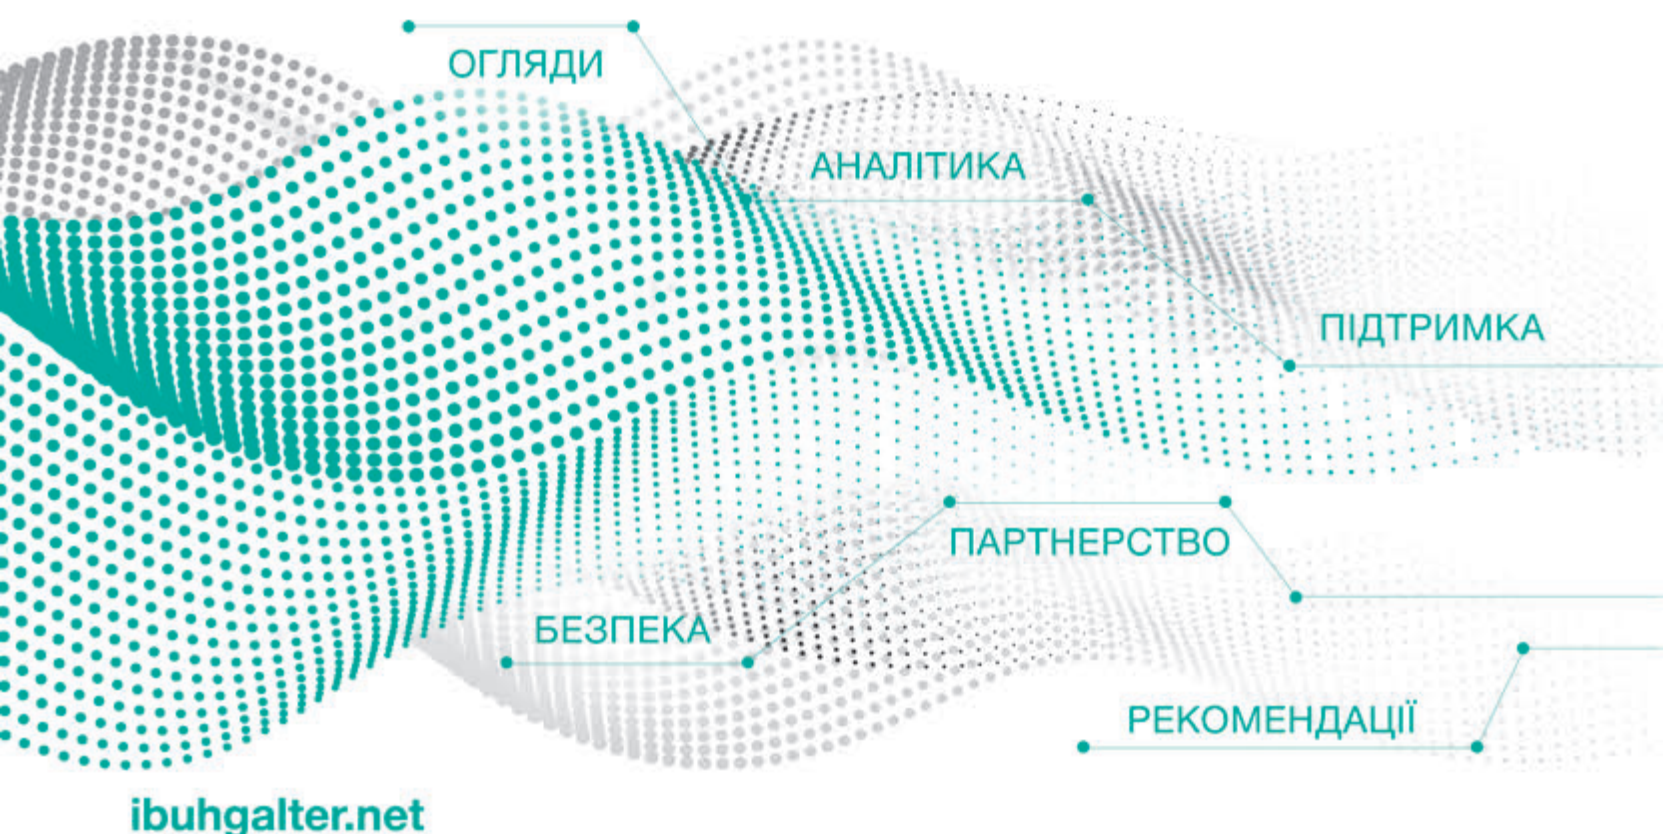 ОГЛЯДИ
АНАЛІТИКА
ПІДТРИМКА
ПАРТНЕРСТВО
БЕЗПЕКА
РЕКОМЕНДАЦІЇ
ibuhgalter.net